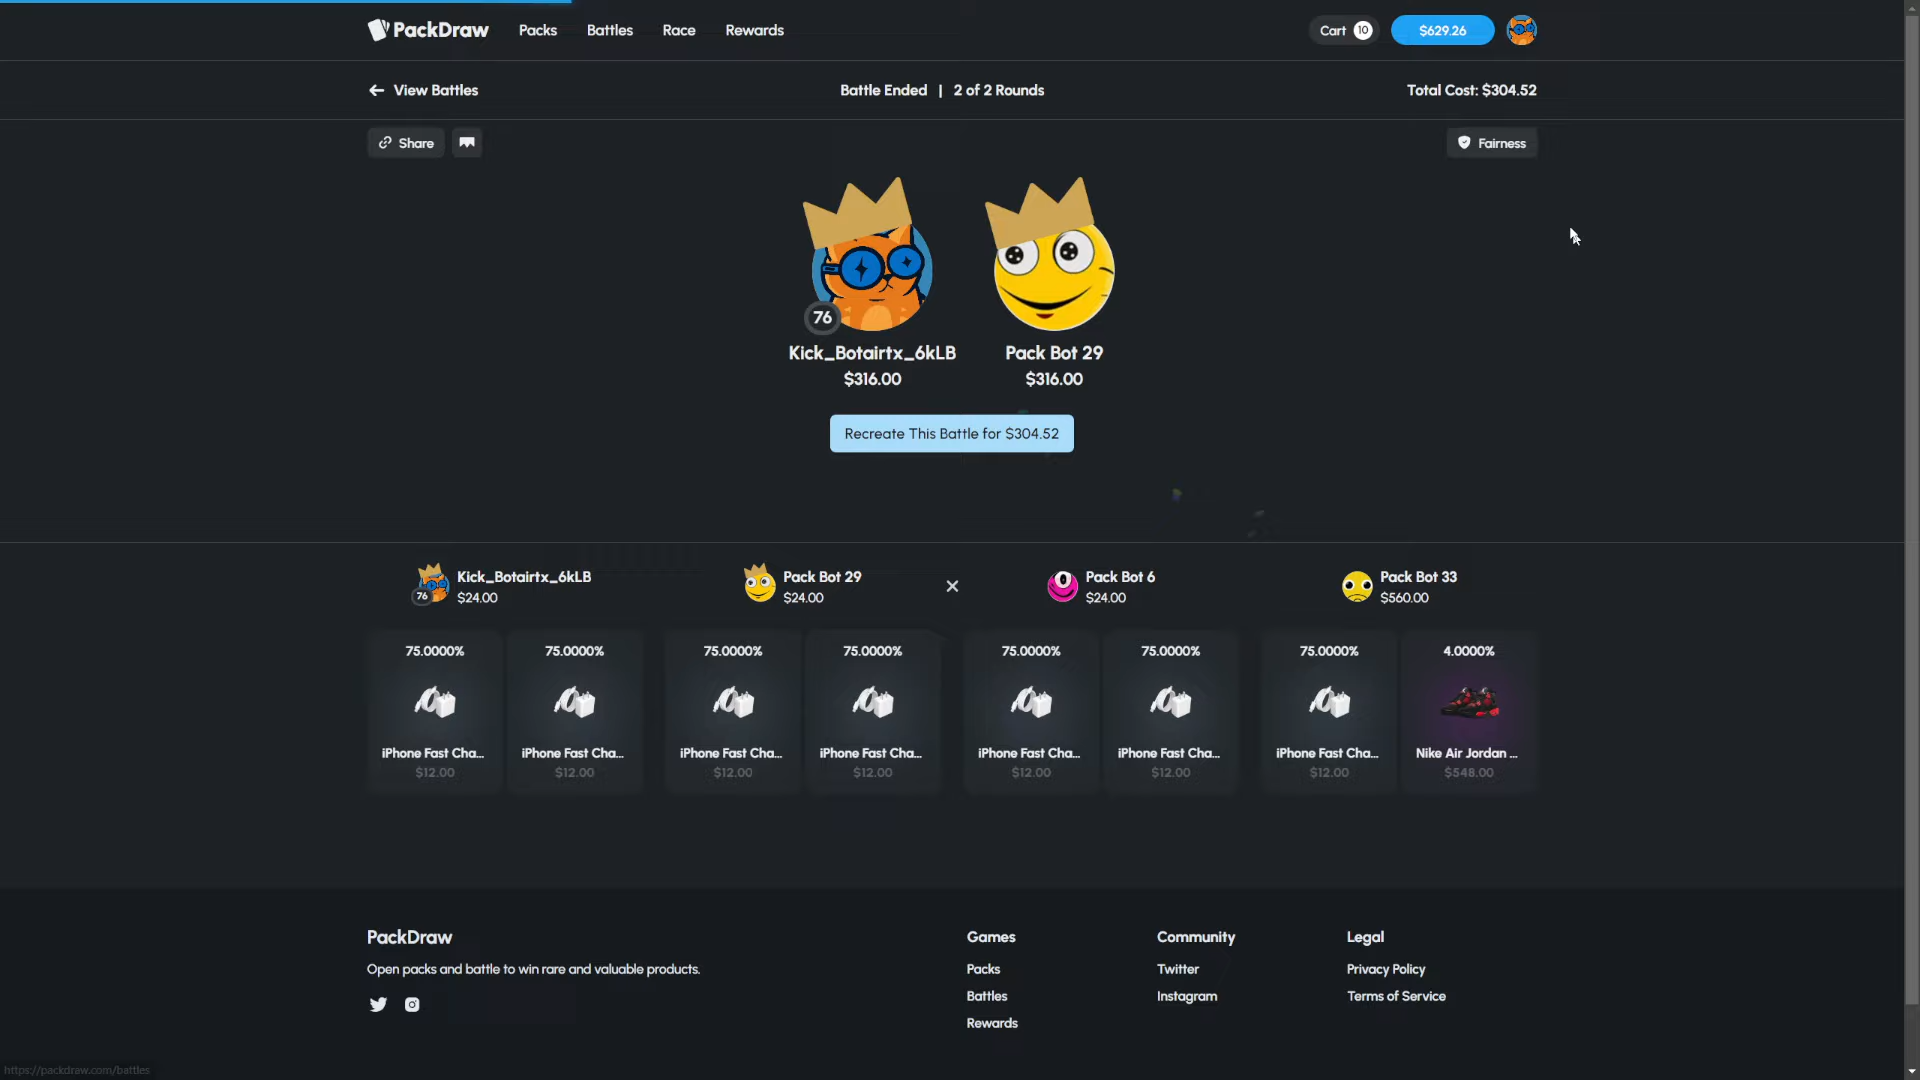 PackDraw
Packs
Battles
Race
Rewards
Cart 10
$629.26
View Battles
Battle Ended | 2 of 2 Rounds
Total Cost: $304.52
Share
Fairness
76
Kick_Botairtx_6kLB
$316.00
Pack Bot 29
$316.00
Recreate This Battle for $304.52
76
Kick_Botairtx_6kLB
$24.00
Pack Bot 29
$24.00
Pack Bot 6
$24.00
Pack Bot 33
$560.00
75.0000%
iPhone Fast Cha...
$12.00
75.0000%
iPhone Fast Cha...
$12.00
75.0000%
iPhone Fast Cha...
$12.00
75.0000%
iPhone Fast Cha...
$12.00
75.0000%
iPhone Fast Cha...
$12.00
75.0000%
iPhone Fast Cha...
$12.00
75.0000%
iPhone Fast Cha...
$12.00
4.0000%
Nike Air Jordan ...
$548.00
PackDraw
Open packs and battle to win rare and valuable products.
Games
Packs
Battles
Rewards
Community
Twitter
Instagram
Legal
Privacy Policy
Terms of Service
https://packdraw.com/battles